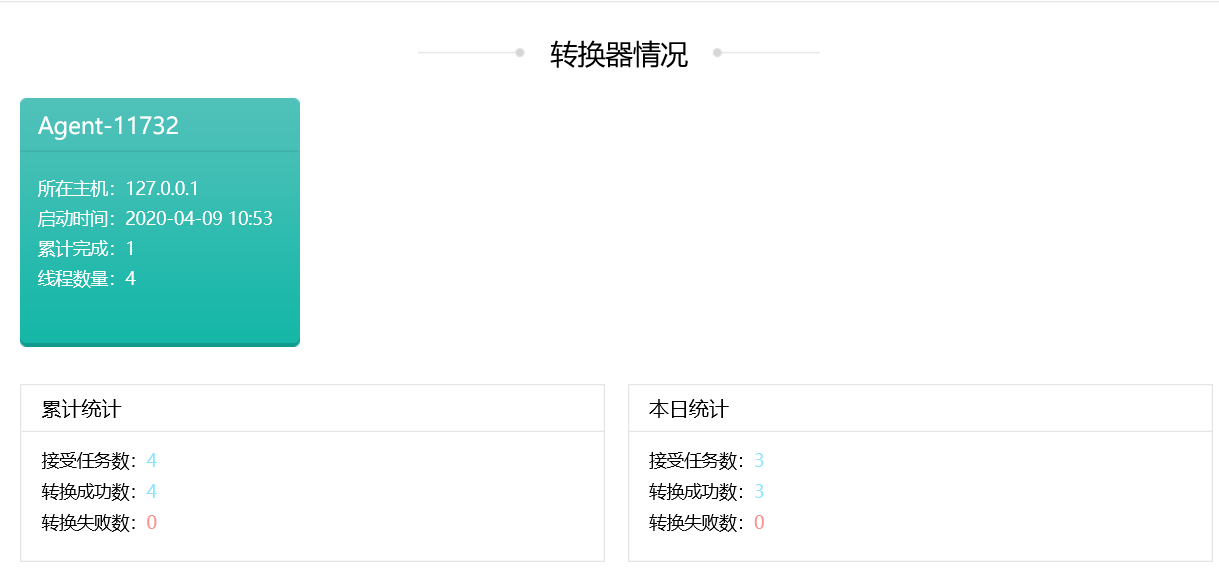 转换器情况
Agent-11732
所在主机：127.0.0.1
启动时间：2020-04-09 10:53
累计完成：1
线程数量：4
累计统计
接受任务数：4
转换成功数：4
转换失败数：0
本日统计
接受任务数：3
转换成功数：3
转换失败数：0